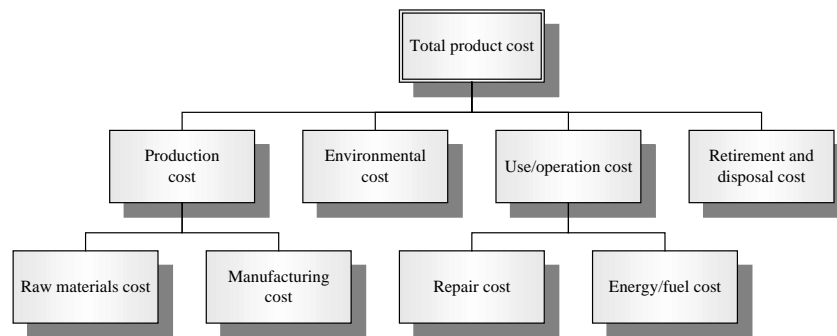 Total product cost
Production
cost
Environmental
cost
Use/operation cost
Retirement and
disposal cost
Raw materials cost
Manufacturing
cost
Repair cost
Energy/fuel cost